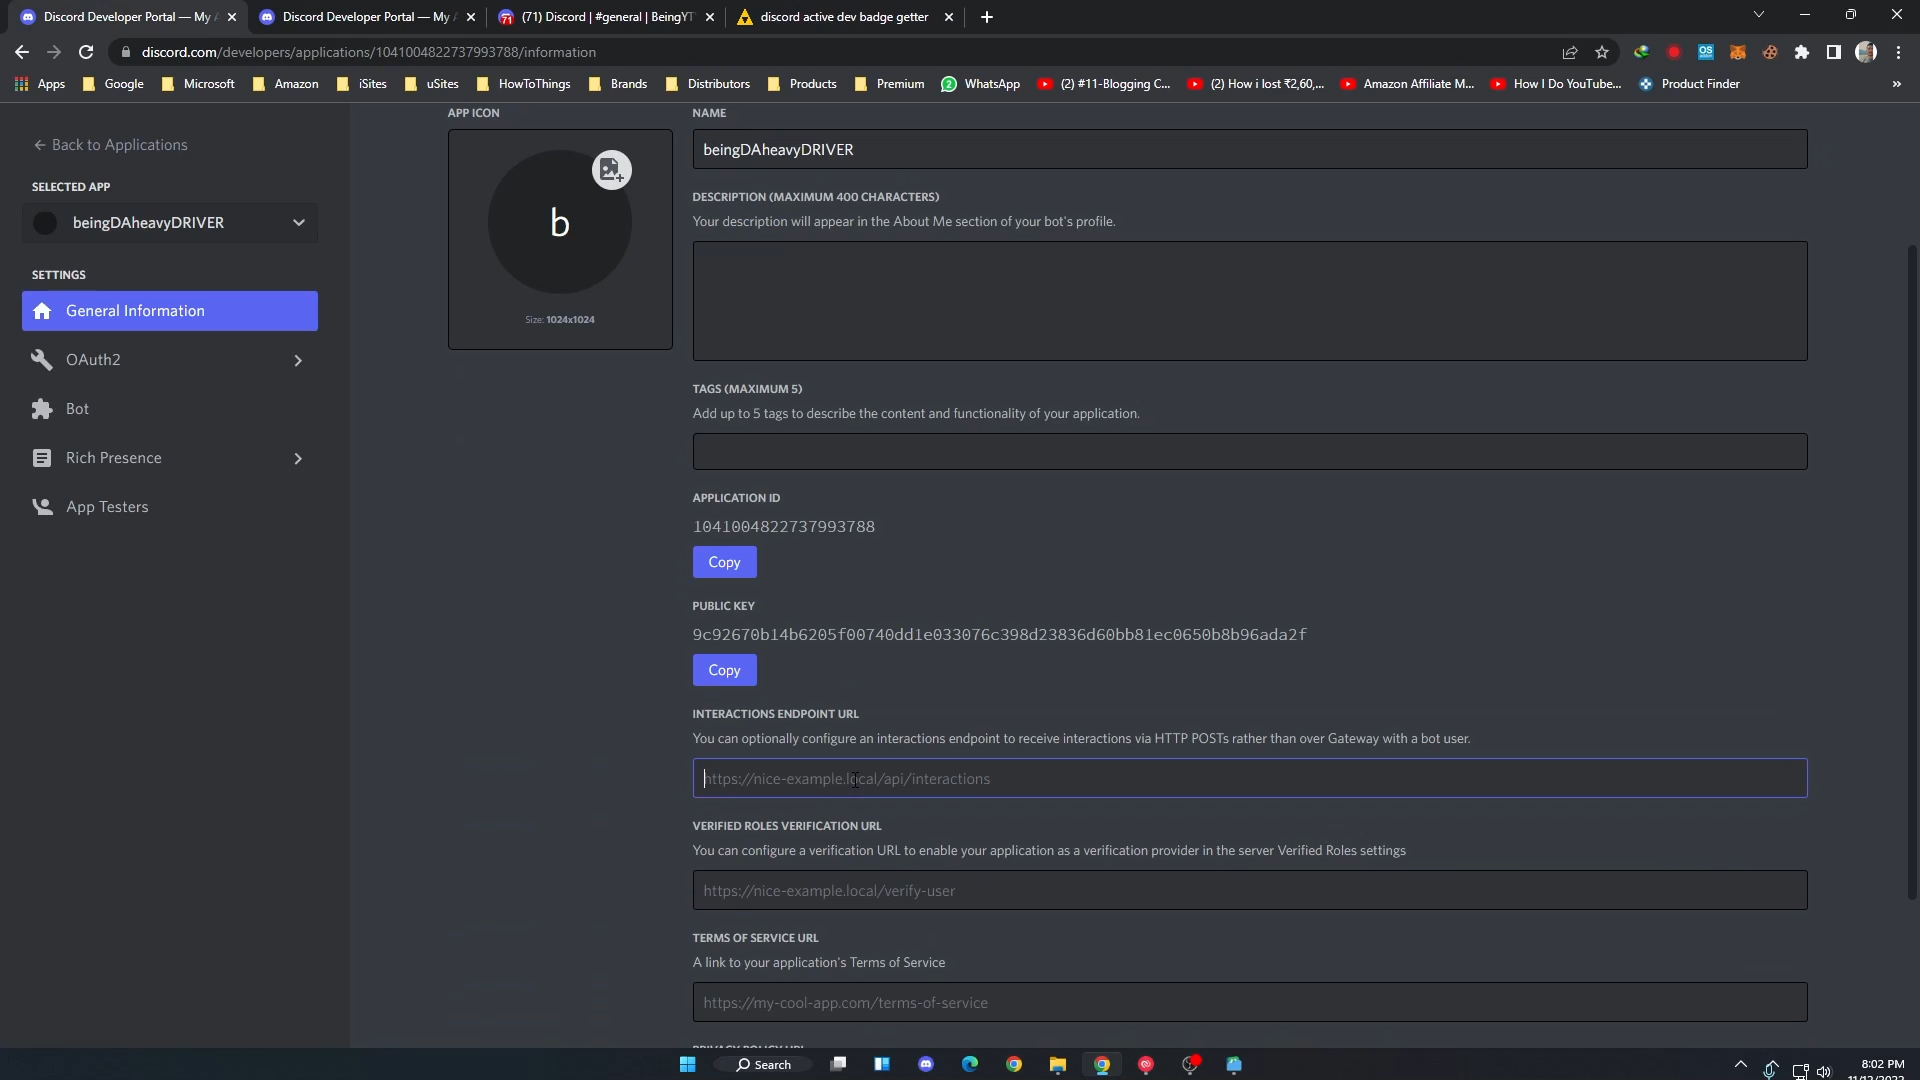 Discord Developer Portal — My A
Discord Developer Portal — My A
(71) Discord | #general | BeingYT
discord active dev badge getter
discord.com/developers/applications/1041004822737993788/information
Apps
Google
Microsoft
Amazon
iSites
uSites
HowToThings
Brands
Distributors
Products
Premium
WhatsApp
(2) #11-Blogging C...
(2) How i lost ₹2,60,...
Amazon Affiliate M...
How I Do YouTube...
Product Finder
»
← Back to Applications
SELECTED APP
beingDAheavyDRIVER
SETTINGS
General Information
OAuth2
Bot
Rich Presence
App Testers
APP ICON
b
Size: 1024x1024
NAME
beingDAheavyDRIVER
DESCRIPTION (MAXIMUM 400 CHARACTERS)
Your description will appear in the About Me section of your bot's profile.
TAGS (MAXIMUM 5)
Add up to 5 tags to describe the content and functionality of your application.
APPLICATION ID
1041004822737993788
Copy
PUBLIC KEY
9c92670b14b6205f00740dd1e033076c398d23836d60bb81ec0650b8b96ada2f
Copy
INTERACTIONS ENDPOINT URL
You can optionally configure an interactions endpoint to receive interactions via HTTP POSTs rather than over Gateway with a bot user.
https://nice-example.local/api/interactions
VERIFIED ROLES VERIFICATION URL
You can configure a verification URL to enable your application as a verification provider in the server Verified Roles settings
https://nice-example.local/verify-user
TERMS OF SERVICE URL
A link to your application's Terms of Service
https://my-cool-app.com/terms-of-service
PRIVACY POLICY URL
Search
8:02 PM
11/12/2022